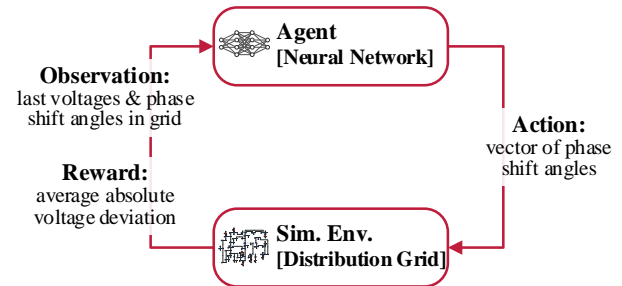 Agent
[Neural Network]
Observation:
last voltages & phase
shift angles in grid
Reward:
average absolute
voltage deviation
Action:
vector of phase
shift angles
Sim. Env.
[Distribution Grid]